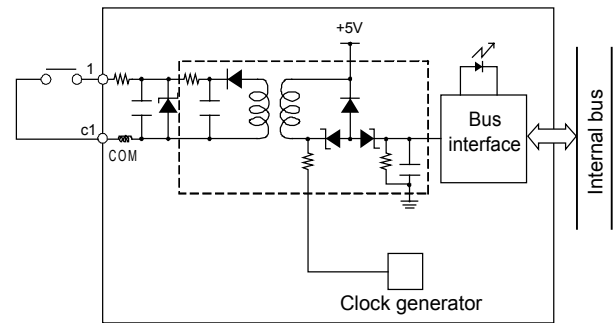 +5V
1
c1
COM
Bus
interface
Internal bus
Clock generator